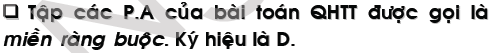 ❑ Tập các P.A của bài toán QHTT được gọi là
miền ràng buộc. Ký hiệu là D.